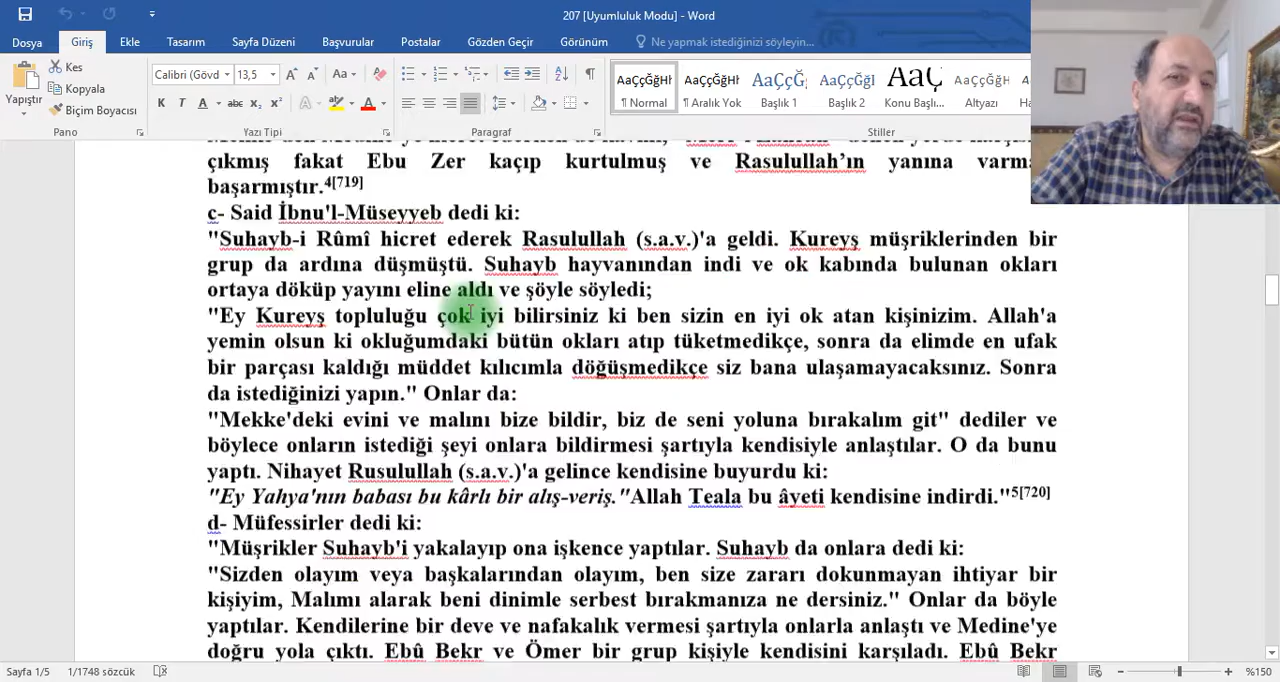 207 [Uyumluluk Modu] - Word
Dosya Giriş Ekle Tasarım Sayfa Düzeni Başvurular Postalar Gözden Geçir Görünüm Ne yapmak istediğinizi söyleyin...
Yapıştır Kes Kopyala Biçim Boyacısı
Calibri (Gövd 13,5
AaÇçĞğHł AaÇçĞğHł AaÇçĞ AaÇçĞğI AaÇ AaÇçĞğHł
¶ Normal ¶ Aralık Yok Başlık 1 Başlık 2 Konu Başlı... Altyazı
Pano Yazı Tipi Paragraf Stiller
çıkmış fakat Ebu Zer kaçıp kurtulmuş ve Rasulullah’ın yanına
başarmıştır.4[719]
c- Said İbnu'l-Müseyyeb dedi ki:
"Suhayb-i Rûmî hicret ederek Rasulullah (s.a.v.)'a geldi. Kureyş müşriklerinden bir
grup da ardına düşmüştü. Suhayb hayvanından indi ve ok kabında bulunan okları
ortaya döküp yayını eline aldı ve şöyle söyledi;
"Ey Kureyş topluluğu çok iyi bilirsiniz ki ben sizin en iyi ok atan kişinizim. Allah'a
yemin olsun ki okluğumdaki bütün okları atıp tüketmedikçe, sonra da elimde en ufak
bir parçası kaldığı müddet kılıcımla döğüşmedikçe siz bana ulaşamayacaksınız. Sonra
da istediğinizi yapın." Onlar da:
"Mekke'deki evini ve malını bize bildir, biz de seni yoluna bırakalım git" dediler ve
böylece onların istediği şeyi onlara bildirmesi şartıyla kendisiyle anlaştılar. O da bunu
yaptı. Nihayet Rusulullah (s.a.v.)'a gelince kendisine buyurdu ki:
"Ey Yahya'nın babası bu kârlı bir alış-veriş."Allah Teala bu âyeti kendisine indirdi."5[720]
d- Müfessirler dedi ki:
"Müşrikler Suhayb'i yakalayıp ona işkence yaptılar. Suhayb da onlara dedi ki:
"Sizden olayım veya başkalarından olayım, ben size zararı dokunmayan ihtiyar bir
kişiyim, Malımı alarak beni dinimle serbest bırakmanıza ne dersiniz." Onlar da böyle
yaptılar. Kendilerine bir deve ve nafakalık vermesi şartıyla onlarla anlaştı ve Medine'ye
doğru yola çıktı. Ebû Bekr ve Ömer bir grup kişiyle kendisini karşıladı. Ebû Bekr
Sayfa 1/5 1/1748 sözcük %150